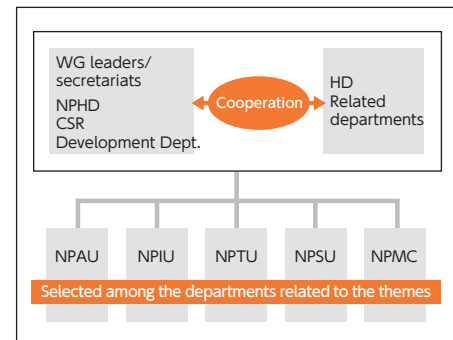 WG leaders/
secretariats
NPHD
CSR
Development Dept.
Cooperation
HD
Related
departments
NPAU NPIU NPTU NPSU NPMC
Selected among the departments related to the themes